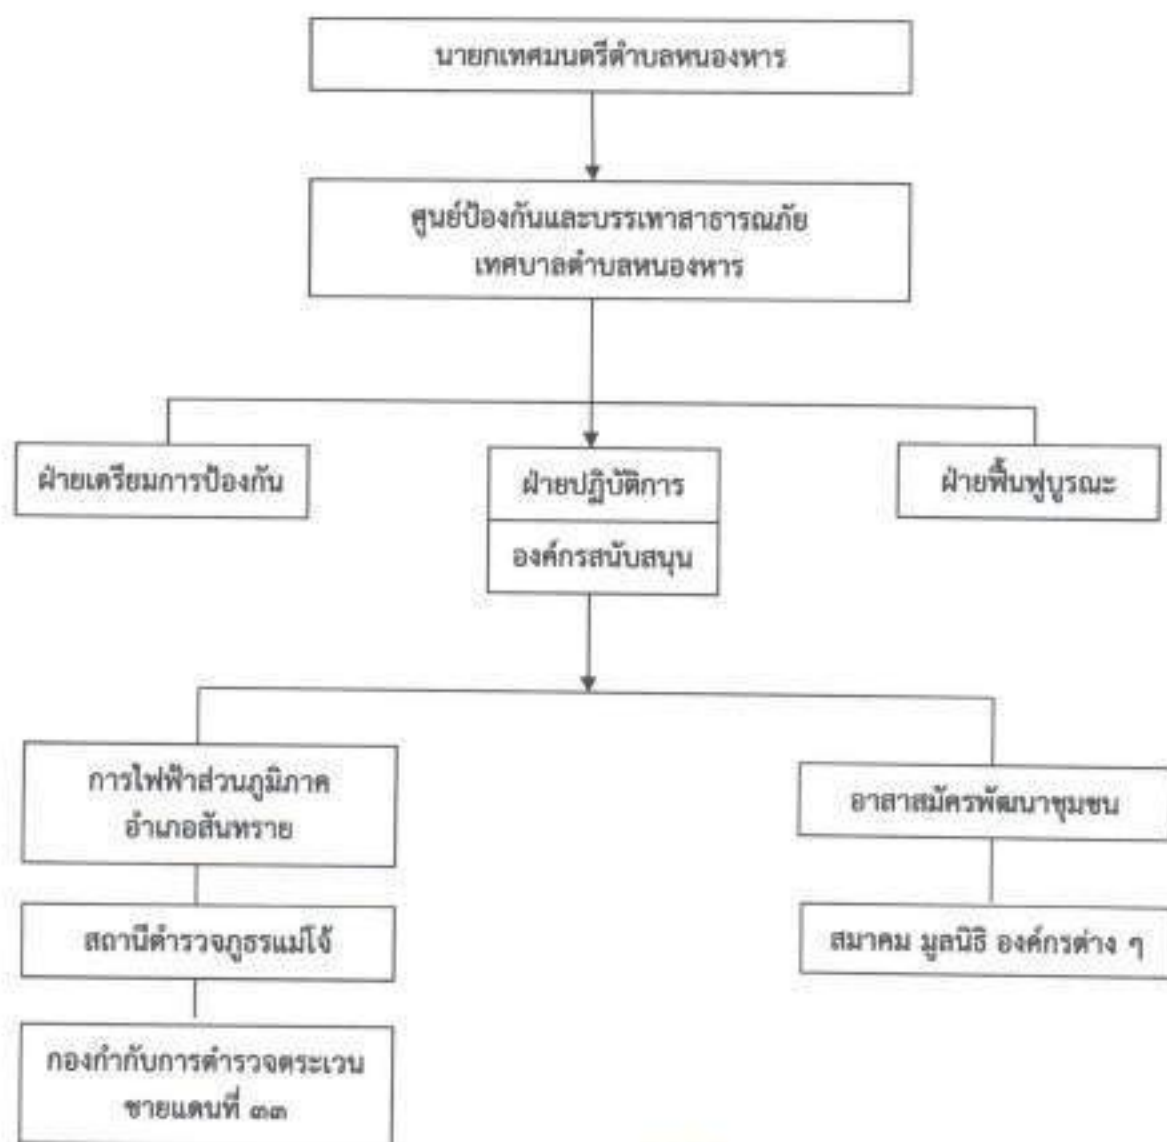 นายกเทศมนตรีตำบลหนองหาร
ศูนย์ป้องกันและบรรเทาสาธารณภัย
เทศบาลตำบลหนองหาร
ฝ่ายเตรียมการป้องกัน
ฝ่ายปฏิบัติการ
ฝ่ายฟื้นฟูบูรณะ
องค์กรสนับสนุน
การไฟฟ้าส่วนภูมิภาค
อำเภอสันทราย
อาสาสมัครพัฒนาชุมชน
สถานีตำรวจภูธรแม่โจ้
สมาคม มูลนิธิ องค์กรต่าง ๆ
กองกำกับการตำรวจตระเวน
ชายแดนที่ ๓๓